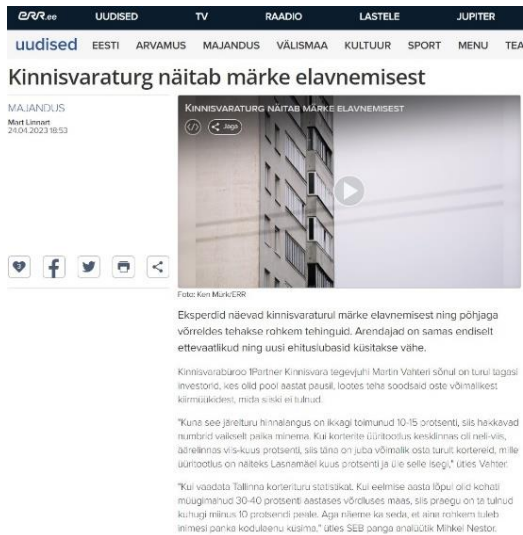 err.ee UUDISED TV RAADIO LASTELE JUPITER
uudised EESTI ARVAMUS MAJANDUS VÄLISMAA KULTUUR SPORT MENU TEA
Kinnisvaraturg näitab märke elavnemisest
MAJANDUS
Mart Linnart
24.04.2023 18:53
KINNISVARATURG NÄITAB MÄRKE ELAVNEMISEST
Jaga
3
Foto: Ken Mürk/ERR
Eksperdid näevad kinnisvaraturul märke elavnemisest ning põhjaga
võrreldes tehakse rohkem tehinguid. Arendajad on samas endiselt
ettevaatlikud ning uusi ehituslubasid küsitakse vähe.
Kinnisvarabüroo 1Partner Kinnisvara tegevjuhi Martin Vahteri sõnul on turul tagasi
investorid, kes olid pool aastat pausil, lootes teha soodsaid oste võimalikest
kiirmüükidest, mida siiski ei tulnud.
"Kuna see järelturu hinnalangus on ikkagi toimunud 10-15 protsenti, siis hakkavad
numbrid vaikselt paika minema. Kui korterite üüritootlus kesklinnas oli neli-viis,
äärelinnas viis-kuus protsenti, siis täna on juba võimalik osta turult kortereid, mille
üüritootlus on näiteks Lasnamäel kuus protsenti ja üle selle isegi," ütles Vahter.
"Kui vaadata Tallinna korterituru statistikat. Kui eelmise aasta lõpul olid kohati
müüginumbrid 30-40 protsenti aastases võrdluses maas, siis praegu on ta tulnud
kuhugi miinus 10 protsendi peale. Aga näeme ka seda, et aina rohkem tuleb
inimesi panka kodulaenu küsima," ütles SEB panga analüütik Mihkel Nestor.